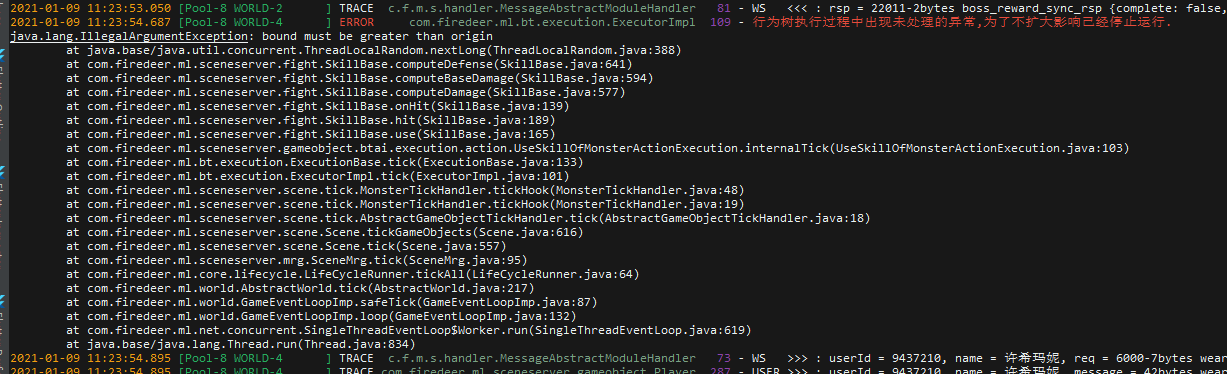 2021-01-09 11:23:53.050 [Pool-8 WORLD-2 ] TRACE c.f.m.s.handler.MessageAbstractModuleHandler 81 - WS <<< : rsp = 22011-2bytes boss_reward_sync_rsp {complete: false,
2021-01-09 11:23:54.687 [Pool-8 WORLD-4 ] ERROR com.firedeer.ml.bt.execution.ExecutorImpl 109 - 行为树执行过程中出现未处理的异常,为了不扩大影响已经停止运行.
java.lang.IllegalArgumentException: bound must be greater than origin
at java.base/java.util.concurrent.ThreadLocalRandom.nextLong(ThreadLocalRandom.java:388)
at com.firedeer.ml.sceneserver.fight.SkillBase.computeDefense(SkillBase.java:641)
at com.firedeer.ml.sceneserver.fight.SkillBase.computeBaseDamage(SkillBase.java:594)
at com.firedeer.ml.sceneserver.fight.SkillBase.computeDamage(SkillBase.java:577)
at com.firedeer.ml.sceneserver.fight.SkillBase.onHit(SkillBase.java:139)
at com.firedeer.ml.sceneserver.fight.SkillBase.hit(SkillBase.java:189)
at com.firedeer.ml.sceneserver.fight.SkillBase.use(SkillBase.java:165)
at com.firedeer.ml.sceneserver.gameobject.btai.execution.action.UseSkillOfMonsterActionExecution.internalTick(UseSkillOfMonsterActionExecution.java:103)
at com.firedeer.ml.bt.execution.ExecutionBase.tick(ExecutionBase.java:133)
at com.firedeer.ml.bt.execution.ExecutorImpl.tick(ExecutorImpl.java:101)
at com.firedeer.ml.sceneserver.scene.tick.MonsterTickHandler.tickHook(MonsterTickHandler.java:48)
at com.firedeer.ml.sceneserver.scene.tick.MonsterTickHandler.tickHook(MonsterTickHandler.java:19)
at com.firedeer.ml.sceneserver.scene.tick.AbstractGameObjectTickHandler.tick(AbstractGameObjectTickHandler.java:18)
at com.firedeer.ml.sceneserver.scene.Scene.tickGameObjects(Scene.java:616)
at com.firedeer.ml.sceneserver.scene.Scene.tick(Scene.java:557)
at com.firedeer.ml.sceneserver.mrg.SceneMrg.tick(SceneMrg.java:95)
at com.firedeer.ml.core.lifecycle.LifeCycleRunner.tickAll(LifeCycleRunner.java:64)
at com.firedeer.ml.world.AbstractWorld.tick(AbstractWorld.java:217)
at com.firedeer.ml.world.GameEventLoopImp.safeTick(GameEventLoopImp.java:87)
at com.firedeer.ml.world.GameEventLoopImp.loop(GameEventLoopImp.java:132)
at com.firedeer.ml.net.concurrent.SingleThreadEventLoop$Worker.run(SingleThreadEventLoop.java:619)
at java.base/java.lang.Thread.run(Thread.java:834)
2021-01-09 11:23:54.895 [Pool-8 WORLD-4 ] TRACE c.f.m.s.handler.MessageAbstractModuleHandler 73 - WS >>> : userId = 9437210, name = 许希玛妮, req = 6000-7bytes wear
2021-01-09 11:23:54.895 [Pool-8 WORLD-4 ] TRACE com.firedeer.ml.sceneserver.gameobject.Player 287 - USER >>> : userId = 9437210, name = 许希玛妮, message = 42bytes wear